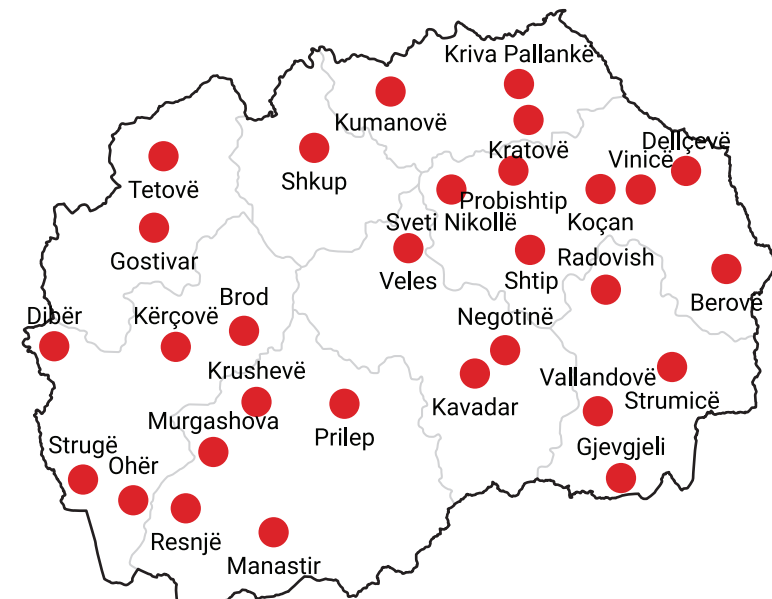 Kriva Pallankë
Kumanovë
Kratovë
Dellçevë
Vinicë
Tetovë
Shkup
Probishtip
Koçan
Sveti Nikollë
Gostivar
Veles
Shtip
Radovish
Berovë
Dibër
Kërçovë
Brod
Negotinë
Krushevë
Vallandovë
Strumicë
Kavadar
Murgashova
Prilep
Strugë
Ohër
Gjevgjeli
Resnjë
Manastir